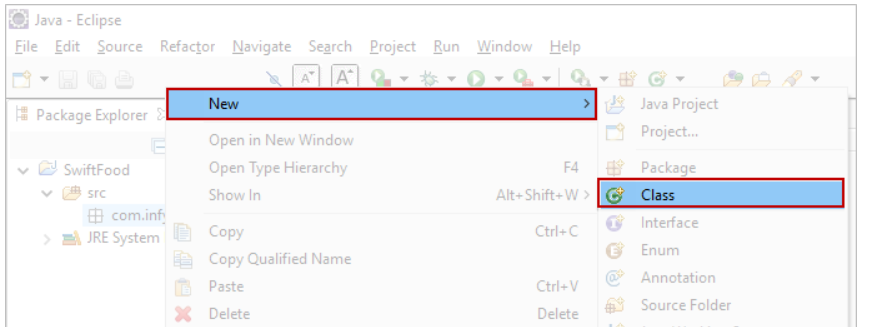 Java - Eclipse
File Edit Source Refactor Navigate Search Project Run Window Help
New
Java Project
Package Explorer
Project...
Open in New Window
SwiftFood
Open Type Hierarchy F4
Package
src
Show In Alt+Shift+W
Class
Interface
com.infy
Copy Ctrl+C
JRE System
Enum
Copy Qualified Name
Annotation
Paste Ctrl+V
Source Folder
Delete Delete